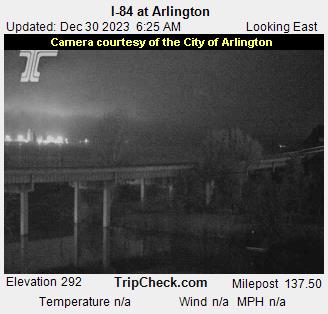 I-84 at Arlington
Updated: Dec 30 2023 6:25 AM Looking East
Camera courtesy of the City of Arlington
Elevation 292 TripCheck.com Milepost 137.50
Temperature n/a Wind n/a MPH n/a